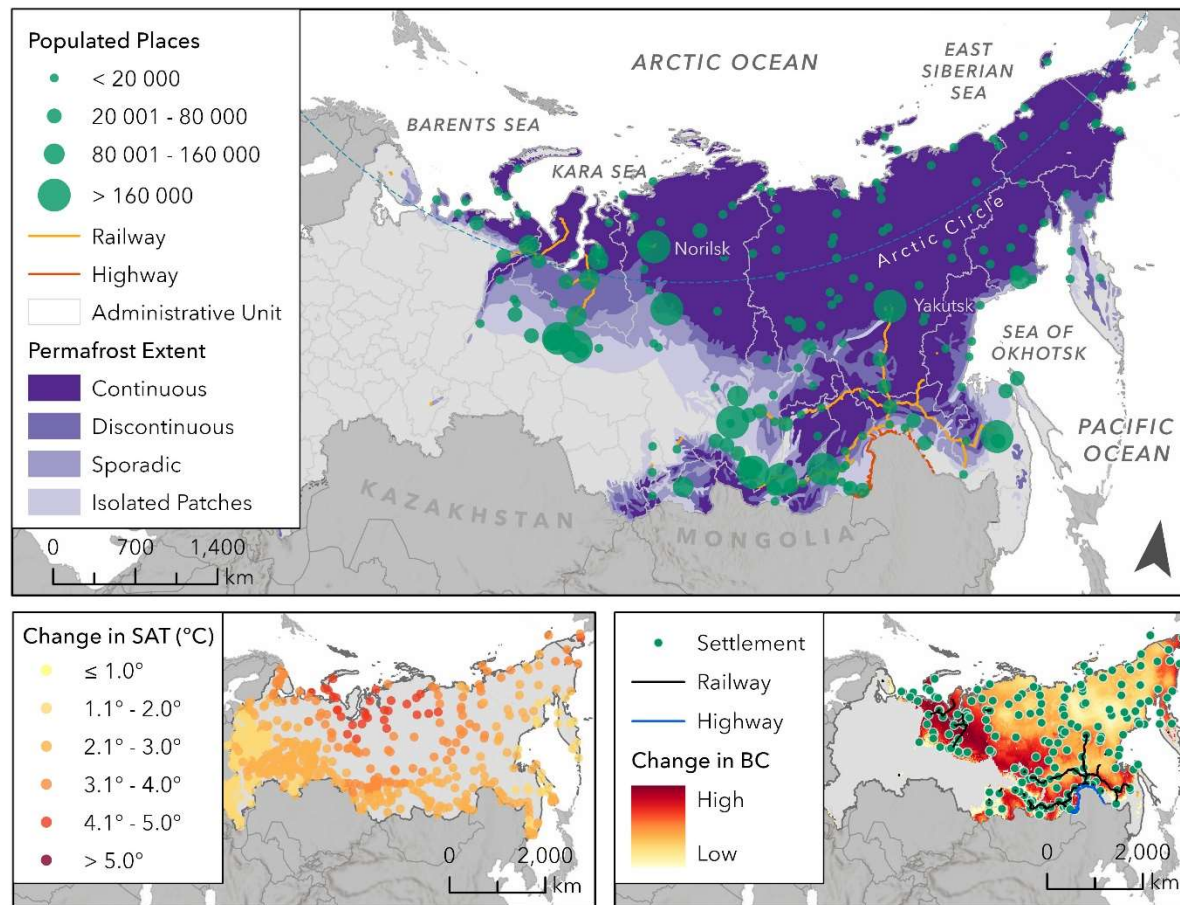 Populated Places
< 20 000
20 001 - 80 000
80 001 - 160 000
> 160 000
Railway
Highway
Administrative Unit
Permafrost Extent
Continuous
Discontinuous
Sporadic
Isolated Patches
0 700 1,400
km
ARCTIC OCEAN
EAST
SIBERIAN
SEA
BARENTS SEA
KARA SEA
Norilsk
Arctic Circle
Yakutsk
SEA OF
OKHOTSK
PACIFIC
OCEAN
KAZAKHSTAN
MONGOLIA
Change in SAT (°C)
≤ 1.0°
1.1° - 2.0°
2.1° - 3.0°
3.1° - 4.0°
4.1° - 5.0°
> 5.0°
0 2,000
km
Settlement
Railway
Highway
Change in BC
High
Low
0 2,000
km